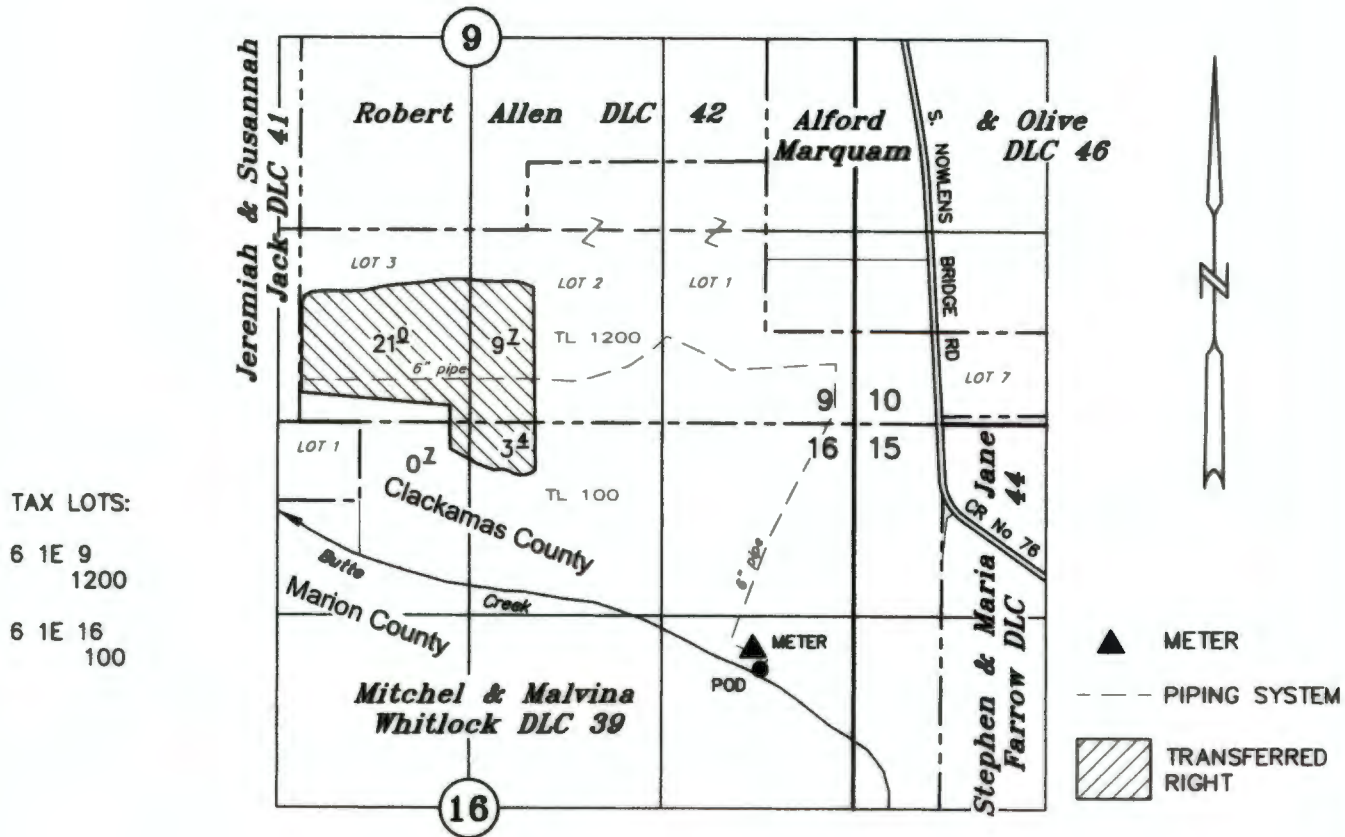 9
Jeremiah & Susannah
Jack DLC 41
Robert Allen DLC 42
Alford
Marquam
& Olive
DLC 46
S. NOWLENS BRIDGE RD
LOT 3
LOT 2
LOT 1
21 0
9 7
TL 1200
6" pipe
LOT 7
9 10
16 15
LOT 1
0 7
3 4
TL 100
Clackamas County
Butte Creek
Marion County
6" pipe
CR No 76
Stephen & Maria Jane
Farrow DLC 44
METER
POD
Mitchel & Malvina
Whitlock DLC 39
16
TAX LOTS:
6 1E 9
1200
6 1E 16
100
N
METER
PIPING SYSTEM
TRANSFERRED
RIGHT